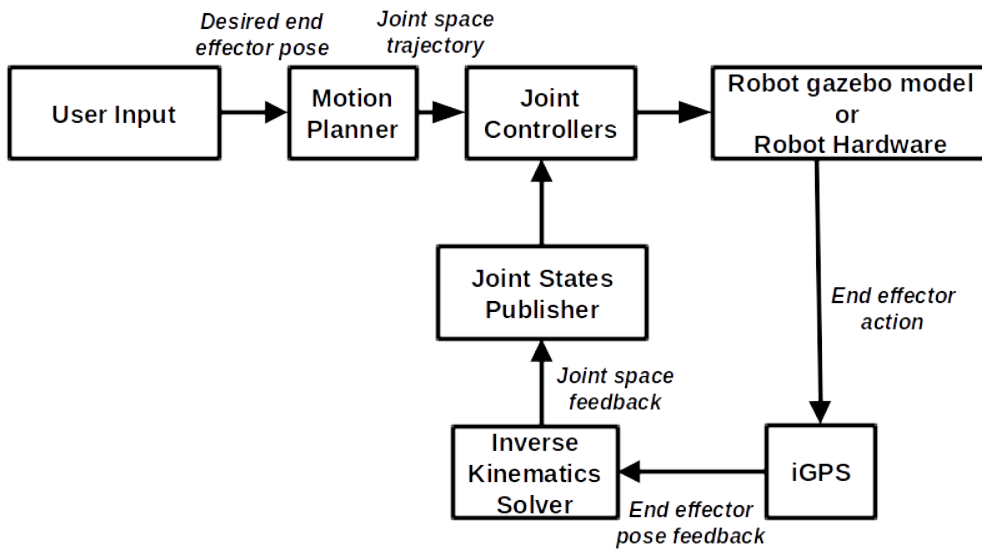 Desired end
effector pose
Joint space
trajectory
User Input
Motion
Planner
Joint
Controllers
Robot gazebo model
or
Robot Hardware
Joint States
Publisher
End effector
action
Joint space
feedback
Inverse
Kinematics
Solver
iGPS
End effector
pose feedback